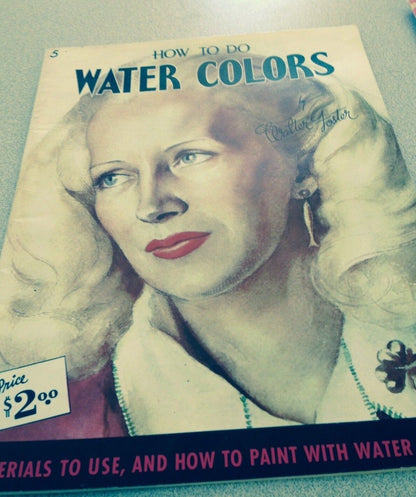 5
HOW TO DO
WATER COLORS
by
Walter Foster
Price
$2.00
ERIALS TO USE, AND HOW TO PAINT WITH WATER